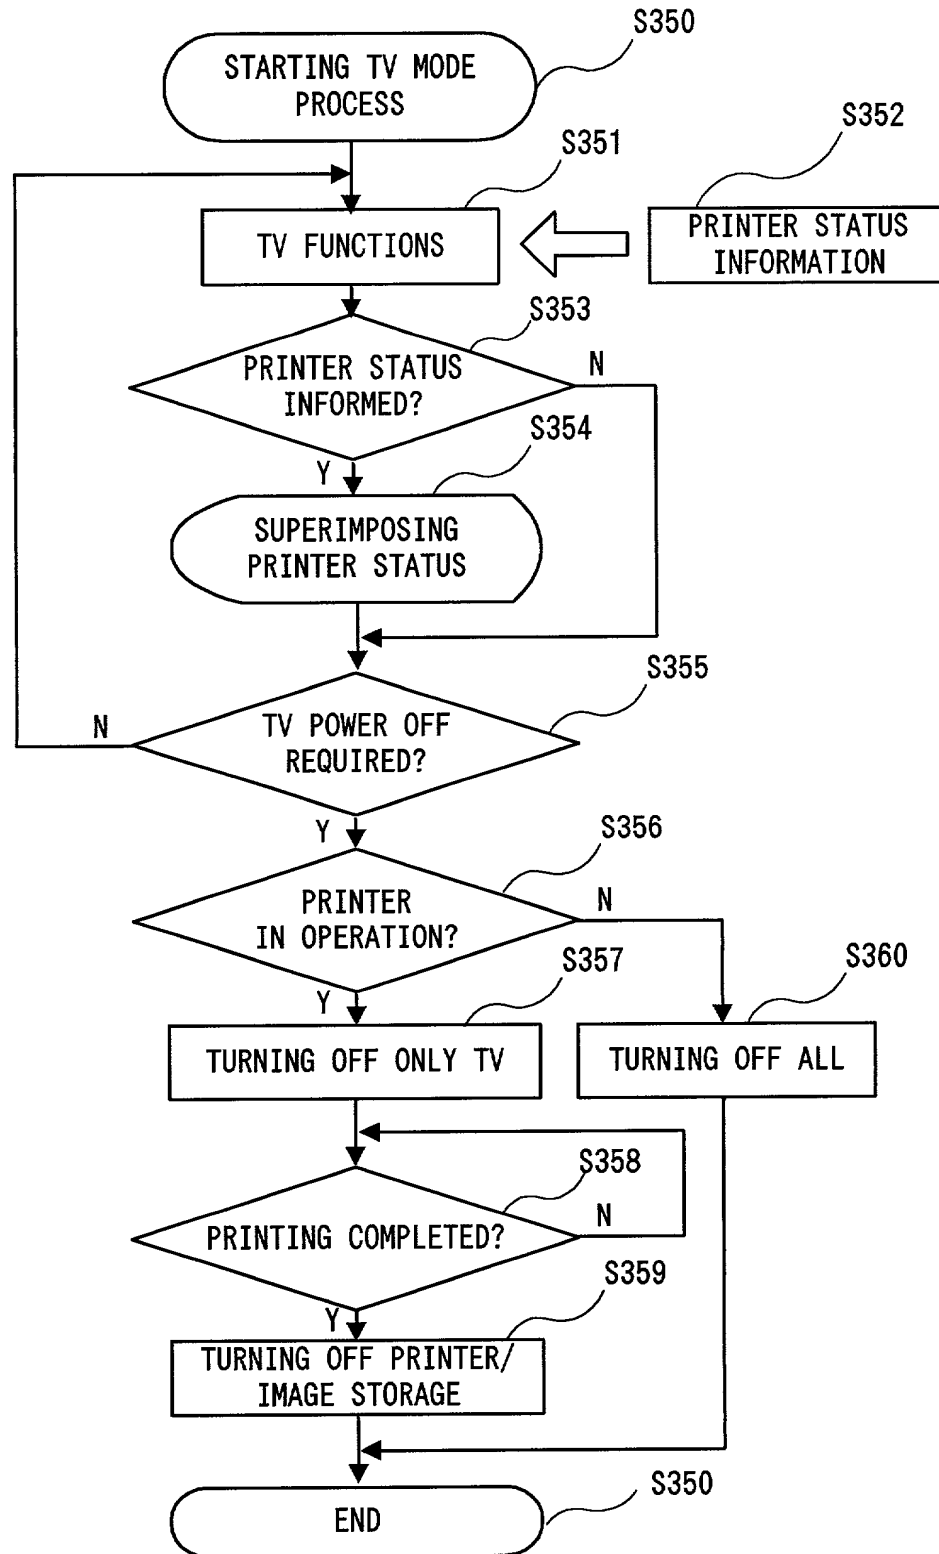 S350
STARTING TV MODE
PROCESS
S351
S352
TV FUNCTIONS
PRINTER STATUS
INFORMATION
S353
PRINTER STATUS
INFORMED?
N
S354
Y
SUPERIMPOSING
PRINTER STATUS
S355
N
TV POWER OFF
REQUIRED?
Y
S356
PRINTER
IN OPERATION?
N
S357
S360
Y
TURNING OFF ONLY TV
TURNING OFF ALL
S358
PRINTING COMPLETED?
N
S359
Y
TURNING OFF PRINTER/
IMAGE STORAGE
S350
END